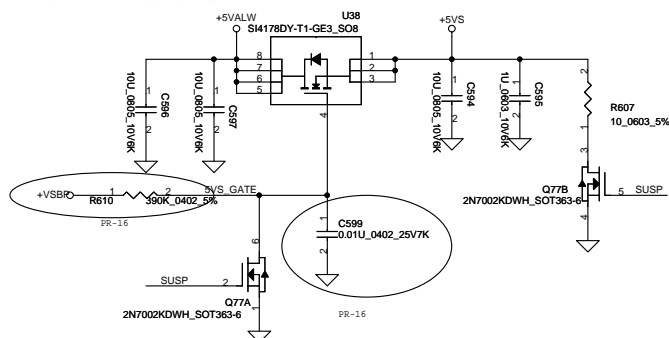 +5VALW
+5VS
U38
SI4178DY-T1-GE3_SO8
8
7
6
5
1
2
3
4
1
2
C596
10U_0805_10V6K
1
2
C597
10U_0805_10V6K
1
2
C594
10U_0805_10V6K
1
2
C595
1U_0603_10V6K
2
1
R607
10_0603_5%
3
Q77B
2N7002KDWH_SOT363-6
5
SUSP
4
+VSBP
1
2
R610
390K_0402_5%
5VS_GATE
PR-16
1
2
C599
0.01U_0402_25V7K
PR-16
6
SUSP
2
1
Q77A
2N7002KDWH_SOT363-6